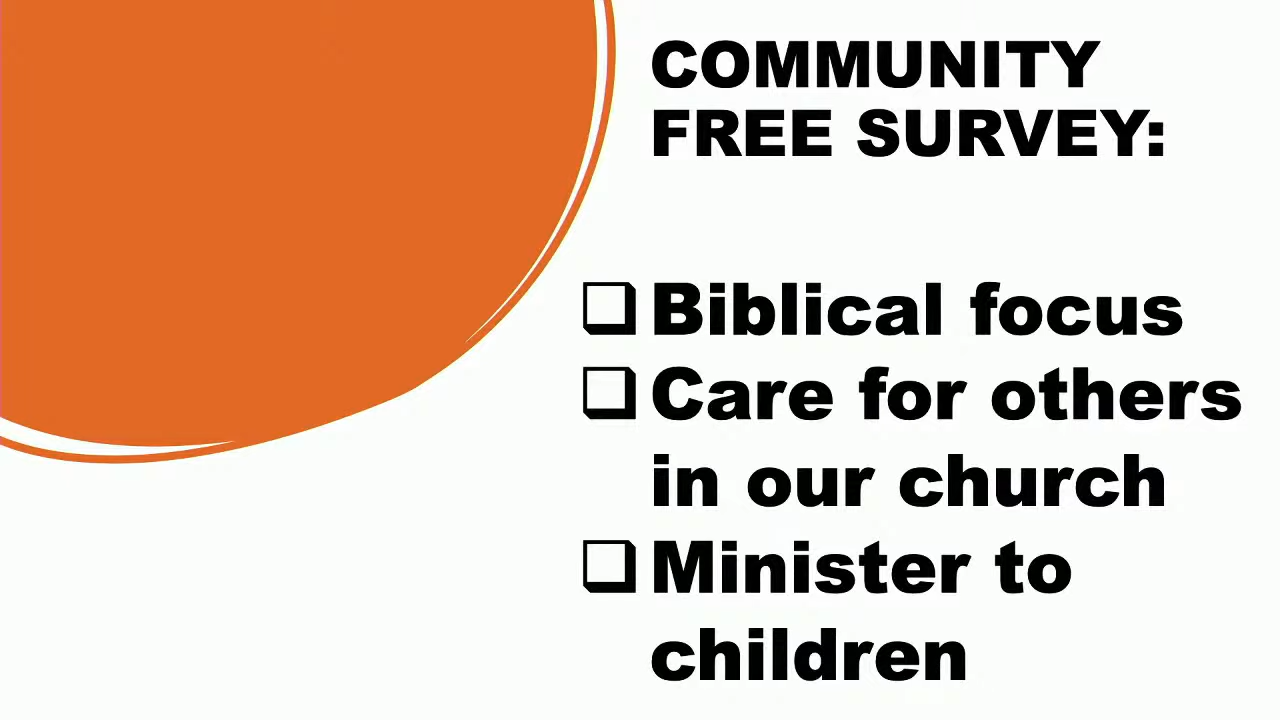 COMMUNITY
FREE SURVEY:
❑ Biblical focus
❑ Care for others
in our church
❑ Minister to
children